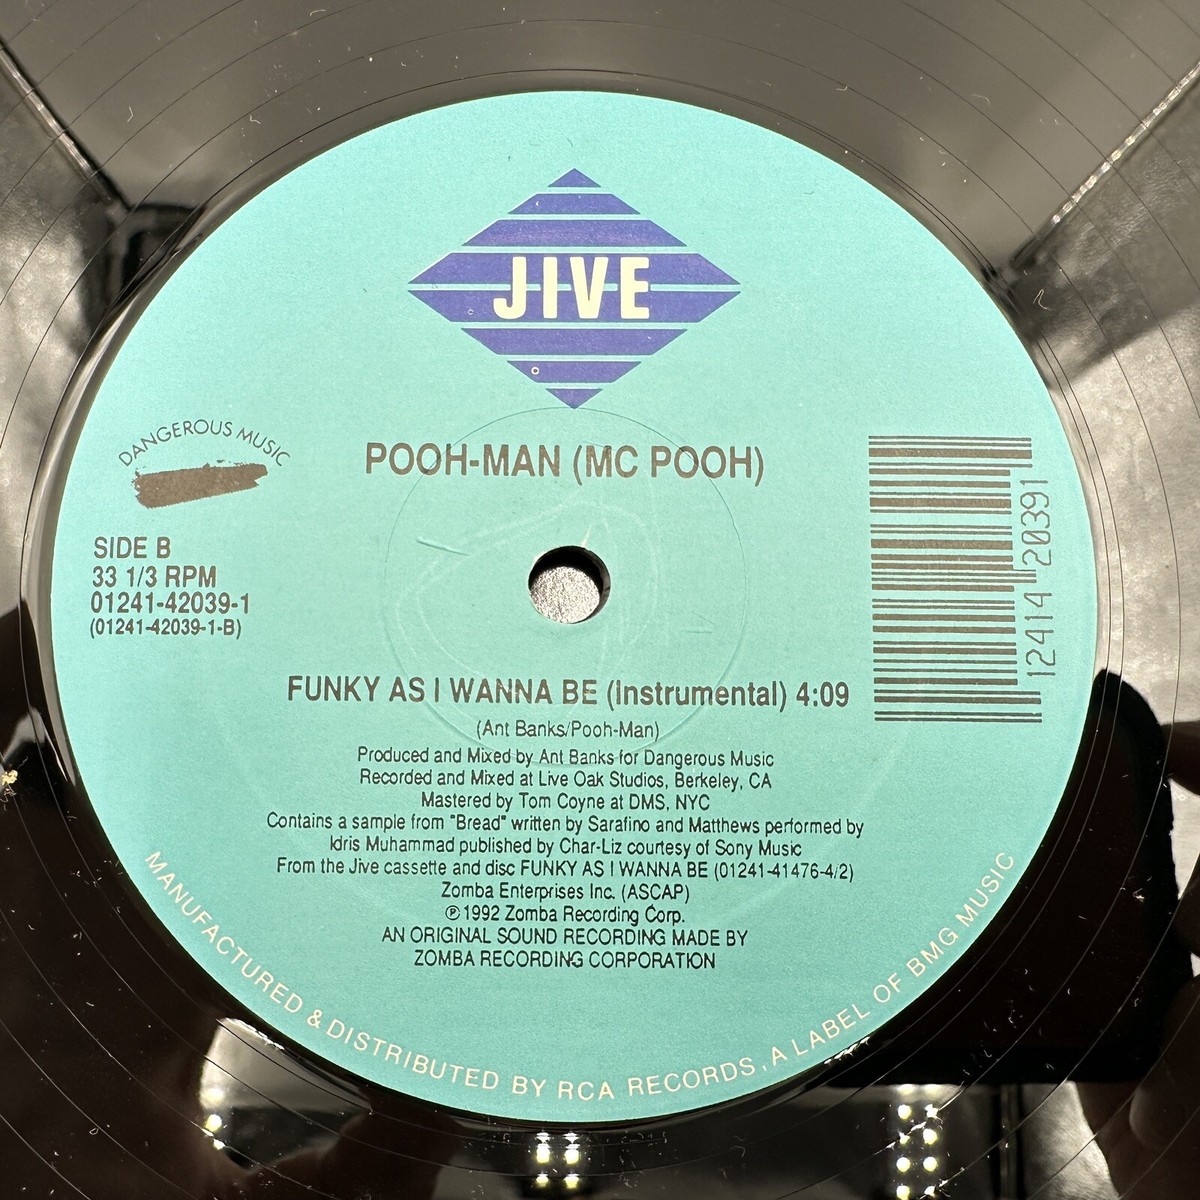 JIVE
DANGEROUS MUSIC
POOH-MAN (MC POOH)
SIDE B
33 1/3 RPM
01241-42039-1
(01241-42039-1-B)
12414 20391
FUNKY AS I WANNA BE (Instrumental) 4:09
(Ant Banks/Pooh-Man)
Produced and Mixed by Ant Banks for Dangerous Music
Recorded and Mixed at Live Oak Studios, Berkeley, CA
Mastered by Tom Coyne at DMS, NYC
Contains a sample from "Bread" written by Sarafino and Matthews performed by
Idris Muhammad published by Char-Liz courtesy of Sony Music
From the Jive cassette and disc FUNKY AS I WANNA BE (01241-41476-4/2)
Zomba Enterprises Inc. (ASCAP)
℗ 1992 Zomba Recording Corp.
AN ORIGINAL SOUND RECORDING MADE BY
ZOMBA RECORDING CORPORATION
MANUFACTURED & DISTRIBUTED BY RCA RECORDS, A LABEL OF BMG MUSIC